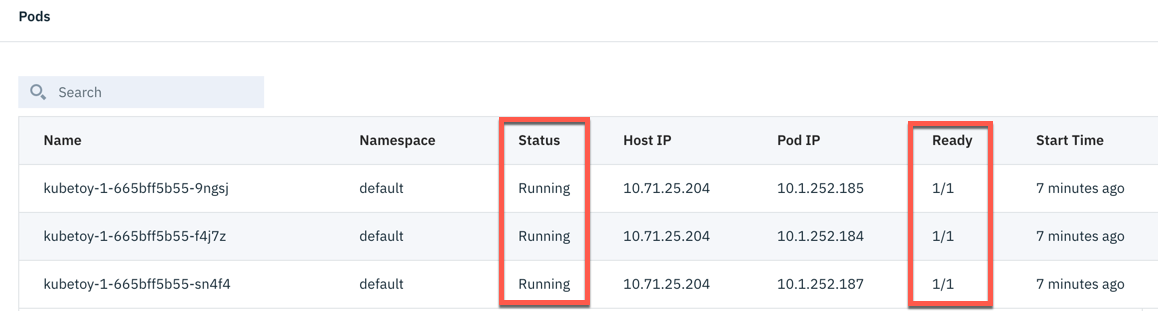 Pods
Search
Name Namespace Status Host IP Pod IP Ready Start Time
kubetoy-1-665bff5b55-9ngsj default Running 10.71.25.204 10.1.252.185 1/1 7 minutes ago
kubetoy-1-665bff5b55-f4j7z default Running 10.71.25.204 10.1.252.184 1/1 7 minutes ago
kubetoy-1-665bff5b55-sn4f4 default Running 10.71.25.204 10.1.252.187 1/1 7 minutes ago